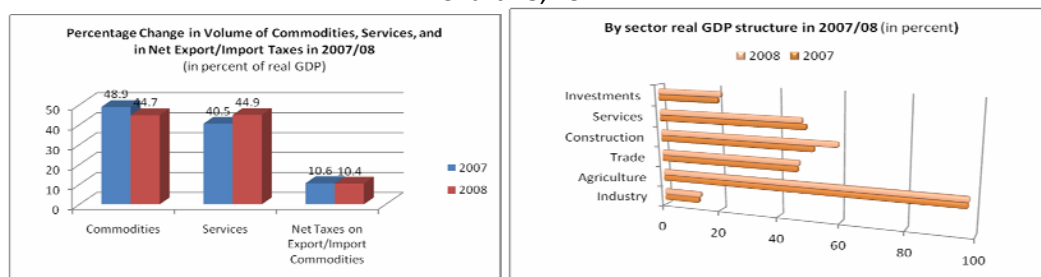 Percentage Change in Volume of Commodities, Services, and
in Net Export/Import Taxes in 2007/08
(in percent of real GDP)
50
40
30
20
10
0
48.9
44.7
40.5
44.9
10.6
10.4
Commodities
Services
Net Taxes on
Export/Import
Commodities
2007
2008
By sector real GDP structure in 2007/08 (in percent)
2008
2007
Investments
Services
Construction
Trade
Agriculture
Industry
0
20
40
60
80
100